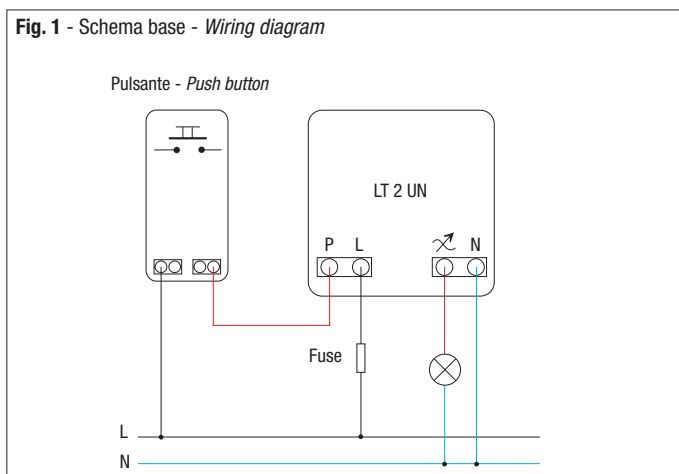 Fig. 1 - Schema base - Wiring diagram
Pulsante - Push button
LT 2 UN
P L N
Fuse
L
N